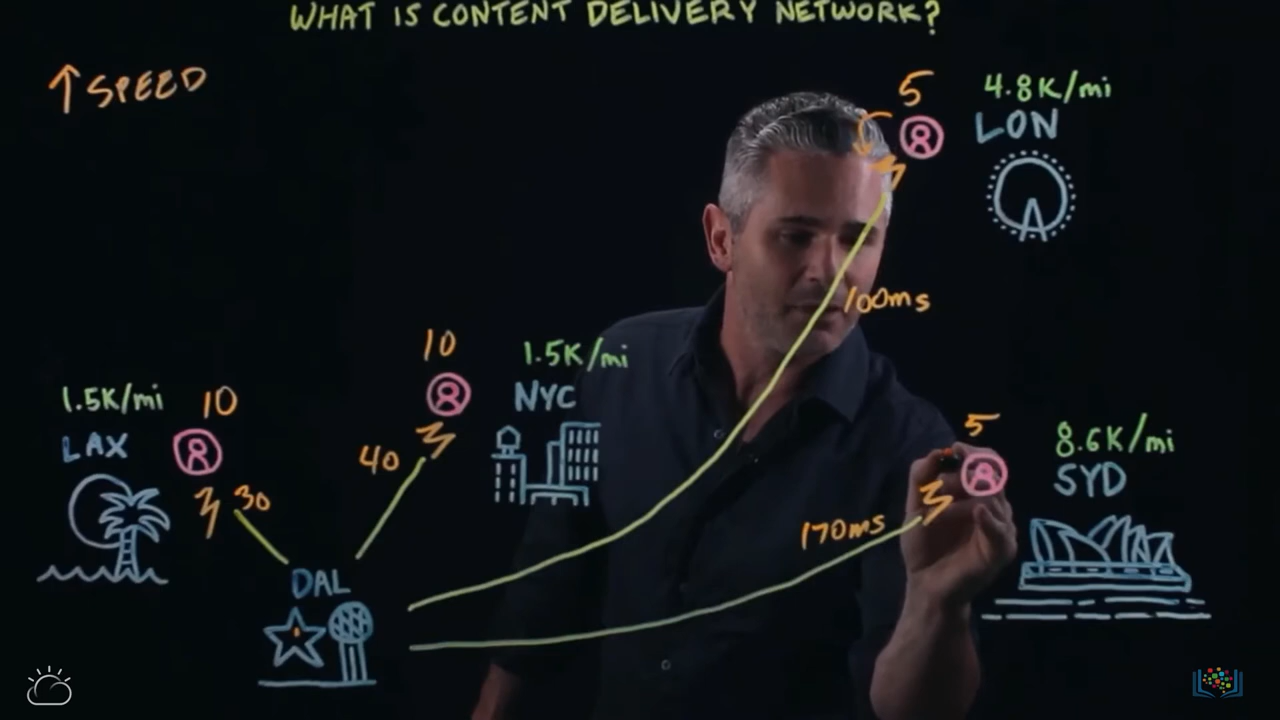 WHAT IS CONTENT DELIVERY NETWORK?
↑ SPEED
5
4.8K/mi
LON
100ms
10
1.5K/mi
NYC
40
1.5K/mi
10
LAX
30
5
8.6K/mi
SYD
170ms
DAL